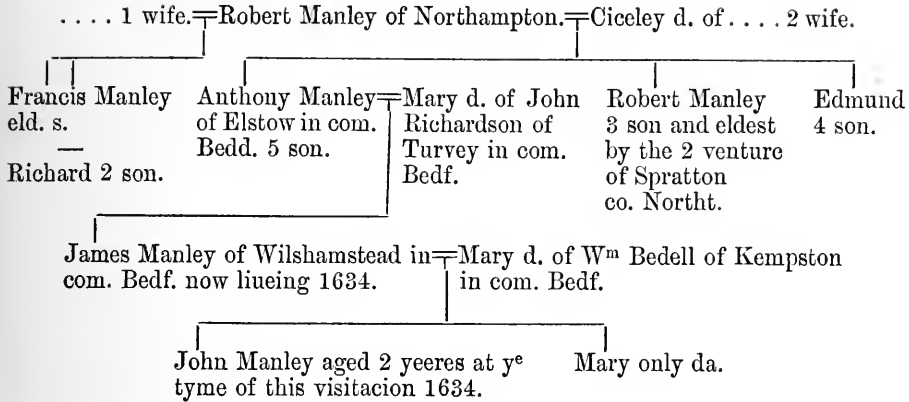 . . . . 1 wife. Robert Manley of Northampton. Ciceley d. of . . . . 2 wife.
Francis Manley
eld. s.
—
Richard 2 son.
Anthony Manley
of Elstow in com.
Bedd. 5 son.
Mary d. of John
Richardson of
Turvey in com.
Bedf.
Robert Manley
3 son and eldest
by the 2 venture
of Spratton
co. Northt.
Edmund
4 son.
James Manley of Wilshamstead in
com. Bedf. now liueing 1634.
Mary d. of Wᵐ Bedell of Kempston
in com. Bedf.
John Manley aged 2 yeeres at yᵉ
tyme of this visitacion 1634.
Mary only da.